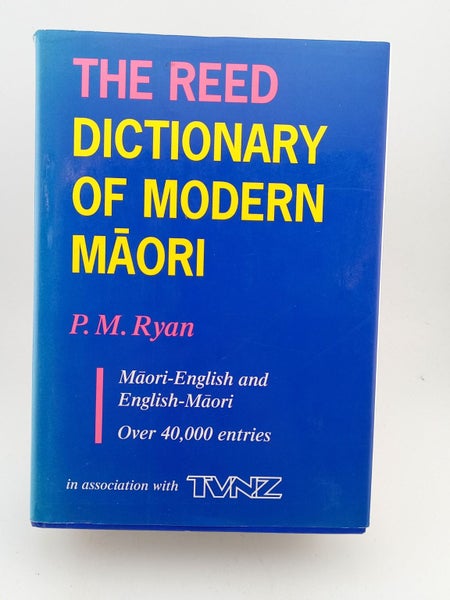 THE REED
DICTIONARY
OF MODERN
MĀORI
P. M. Ryan
Māori-English and
English-Māori
Over 40,000 entries
in association with TVNZ